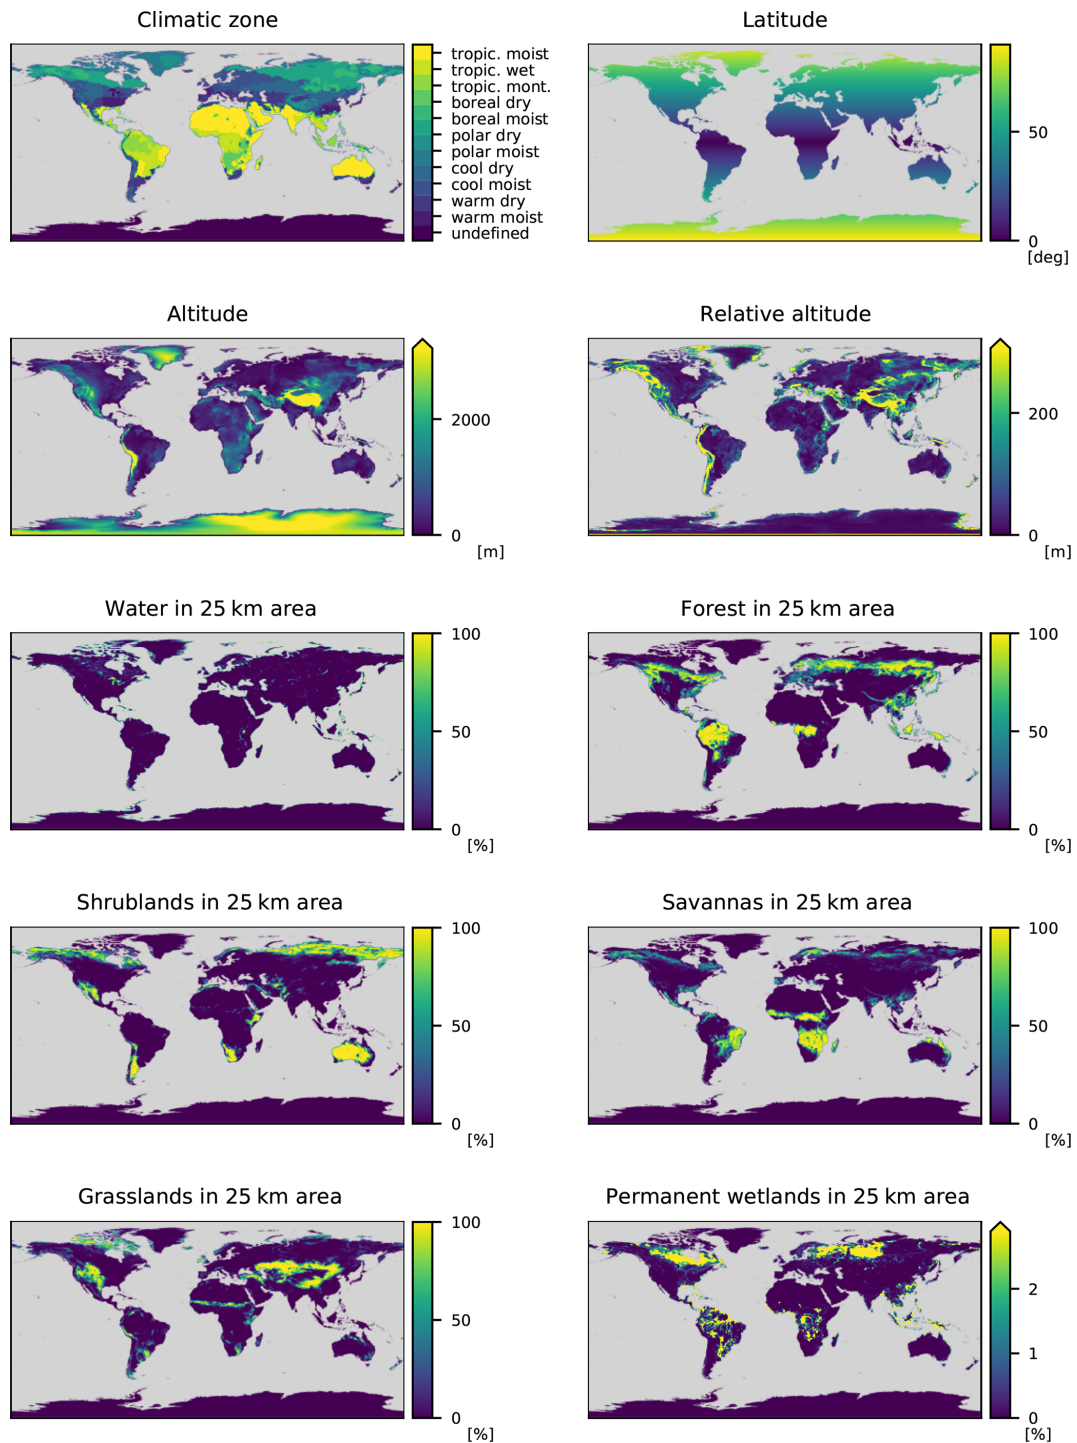 Climatic zone
tropic. moist
tropic. wet
tropic. mont.
boreal dry
boreal moist
polar dry
polar moist
cool dry
cool moist
warm dry
warm moist
undefined
Latitude
50
0
[deg]
Altitude
2000
0
[m]
Relative altitude
200
0
[m]
Water in 25 km area
100
50
0
[%]
Forest in 25 km area
100
50
0
[%]
Shrublands in 25 km area
100
50
0
[%]
Savannas in 25 km area
100
50
0
[%]
Grasslands in 25 km area
100
50
0
[%]
Permanent wetlands in 25 km area
2
1
0
[%]